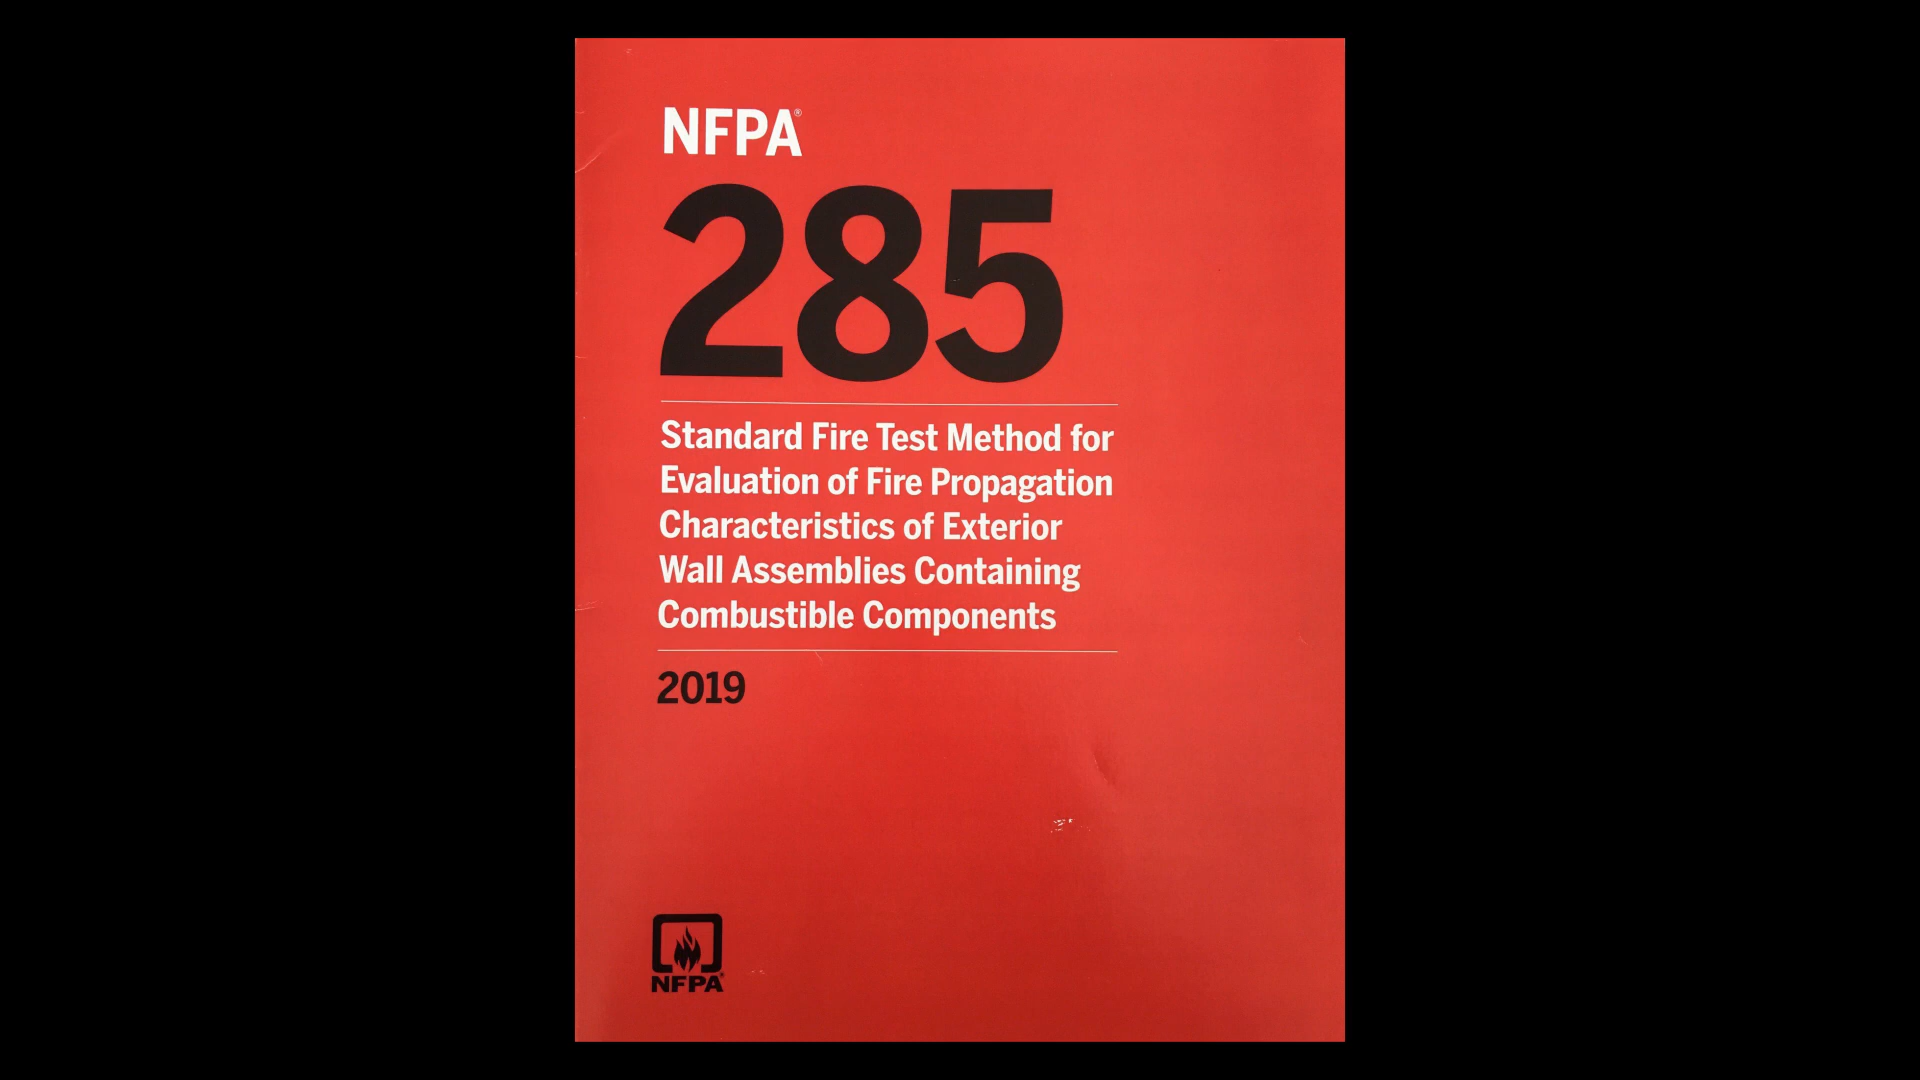 NFPA®
285
Standard Fire Test Method for
Evaluation of Fire Propagation
Characteristics of Exterior
Wall Assemblies Containing
Combustible Components
2019
NFPA®